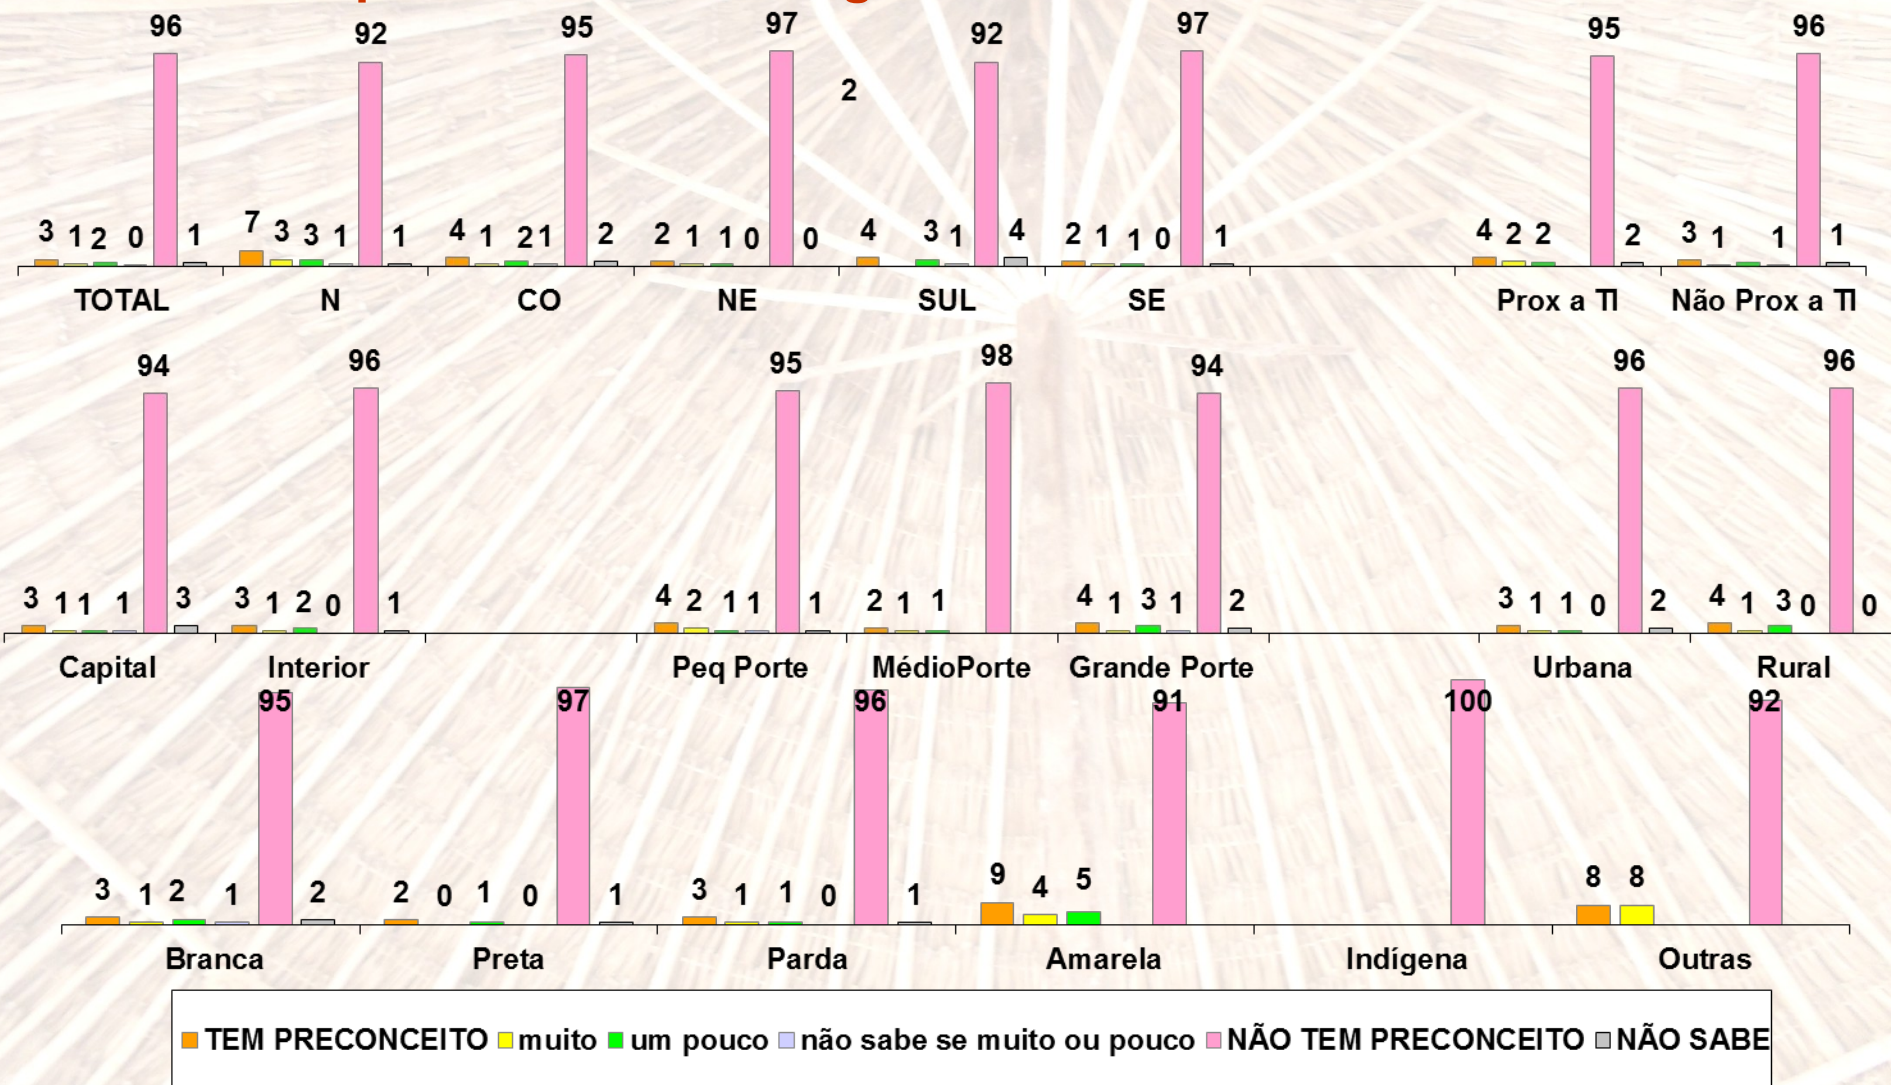 96 92 95 97 92 97 95 96
2
3 1 2 0 1 7 3 3 1 1 4 1 2 1 2 2 1 1 0 0 4 3 1 4 2 1 1 0 1 4 2 2 2 3 1 1 1
TOTAL N CO NE SUL SE Prox a TI Não Prox a TI
94 96 95 98 94 96 96
3 1 1 1 3 3 1 2 0 1 4 2 1 1 1 2 1 1 4 1 3 1 2 3 1 1 0 2 4 1 3 0 0
Capital Interior Peq Porte MédioPorte Grande Porte Urbana Rural
95 97 96 91 100 92
3 1 2 1 2 2 0 1 0 1 3 1 1 0 1 9 4 5 8 8
Branca Preta Parda Amarela Indígena Outras
TEM PRECONCEITO muito um pouco não sabe se muito ou pouco NÃO TEM PRECONCEITO NÃO SABE